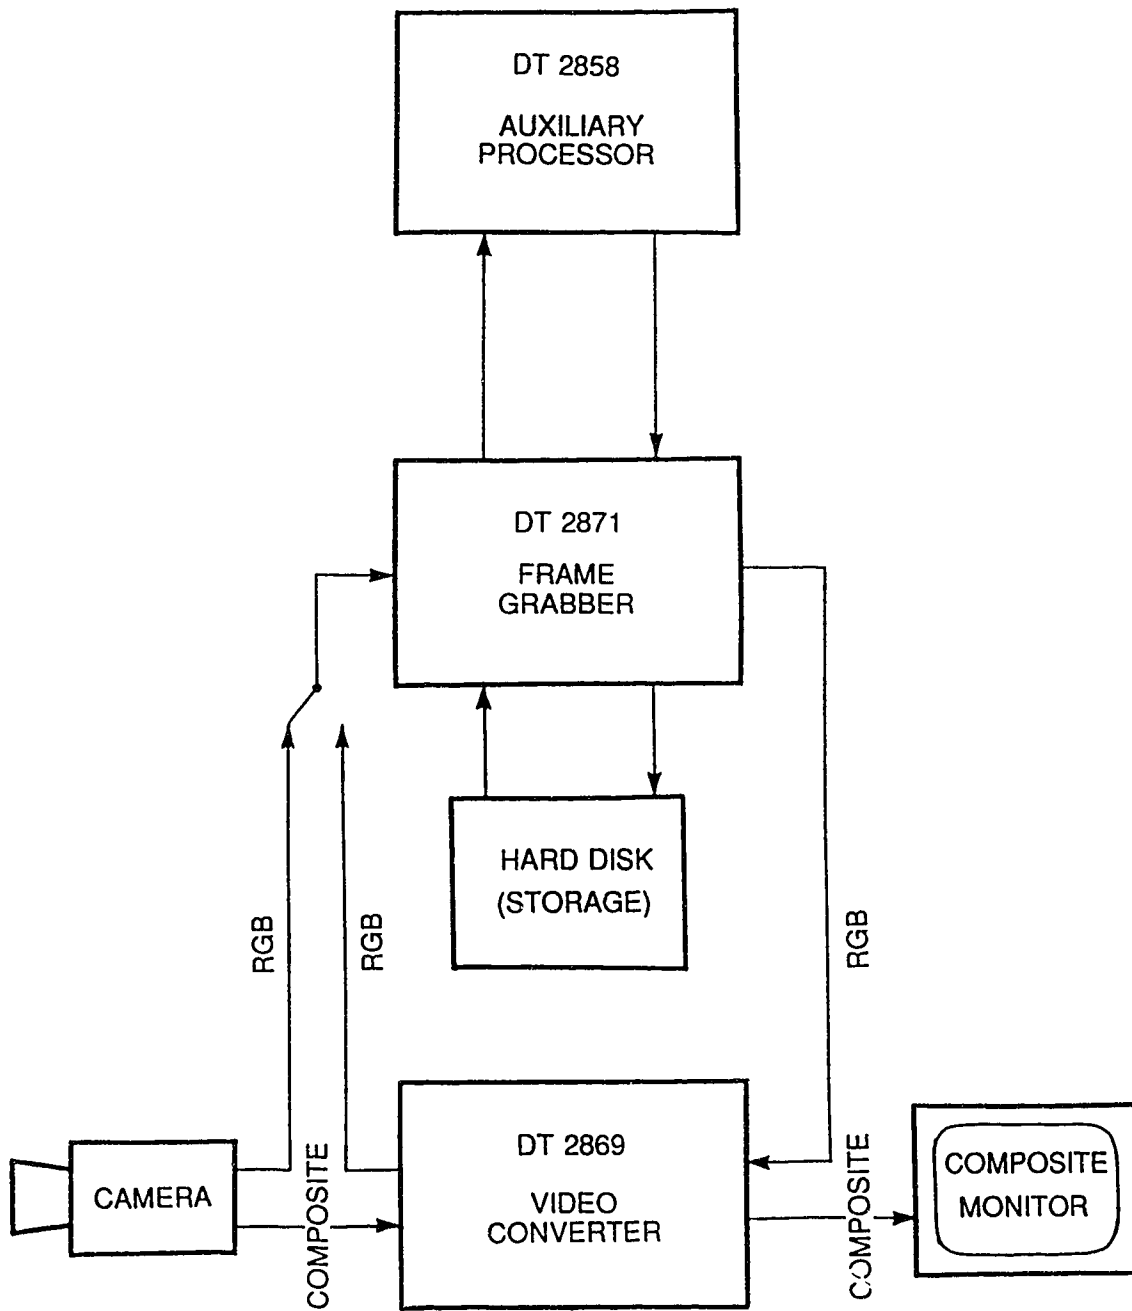 DT 2858
AUXILIARY
PROCESSOR
DT 2871
FRAME
GRABBER
HARD DISK
(STORAGE)
RGB
RGB
RGB
CAMERA
COMPOSITE
DT 2869
VIDEO
CONVERTER
COMPOSITE
COMPOSITE
MONITOR